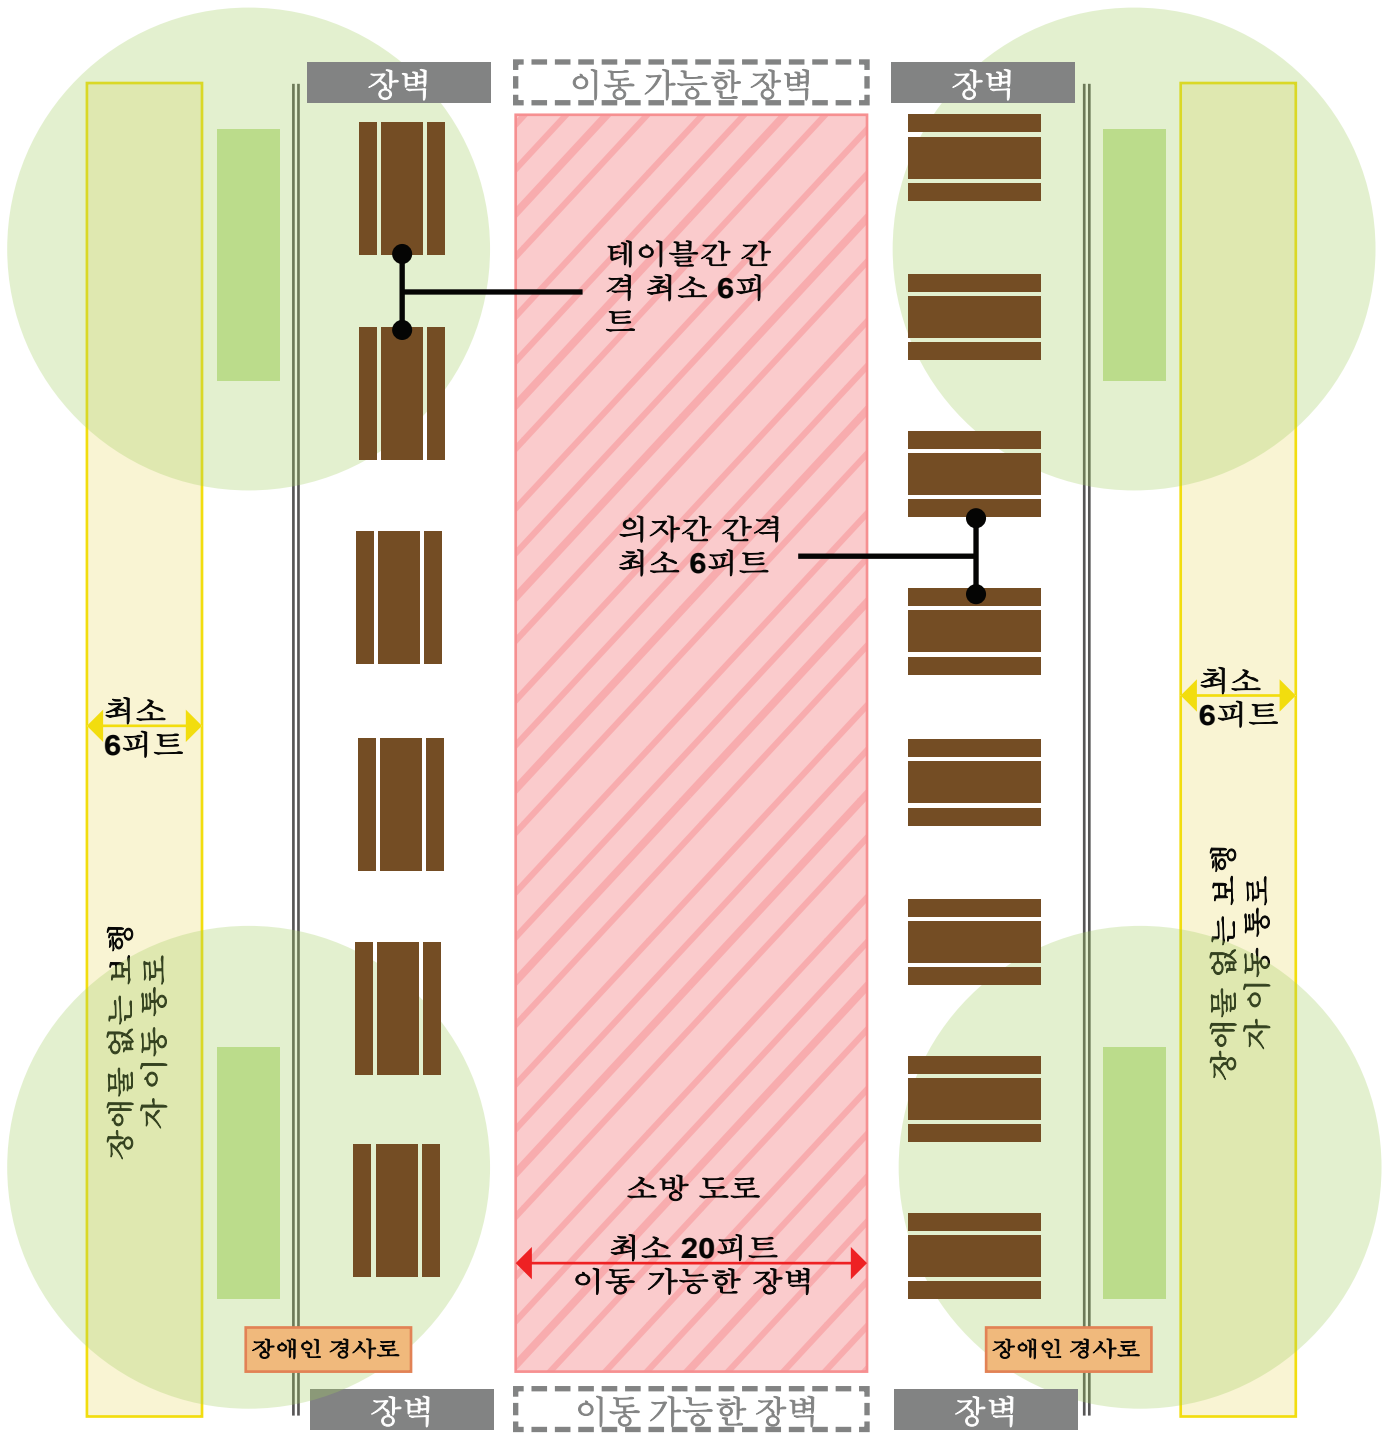 장벽
이동 가능한 장벽
장벽
테이블간 간
격 최소 6피
트
의자간 간격
최소 6피트
최소
6피트
최소
6피트
장애물 없는 보행
자 이동 통로
장애물 없는 보행
자 이동 통로
소방 도로
최소 20피트
이동 가능한 장벽
장애인 경사로
장애인 경사로
장벽
이동 가능한 장벽
장벽